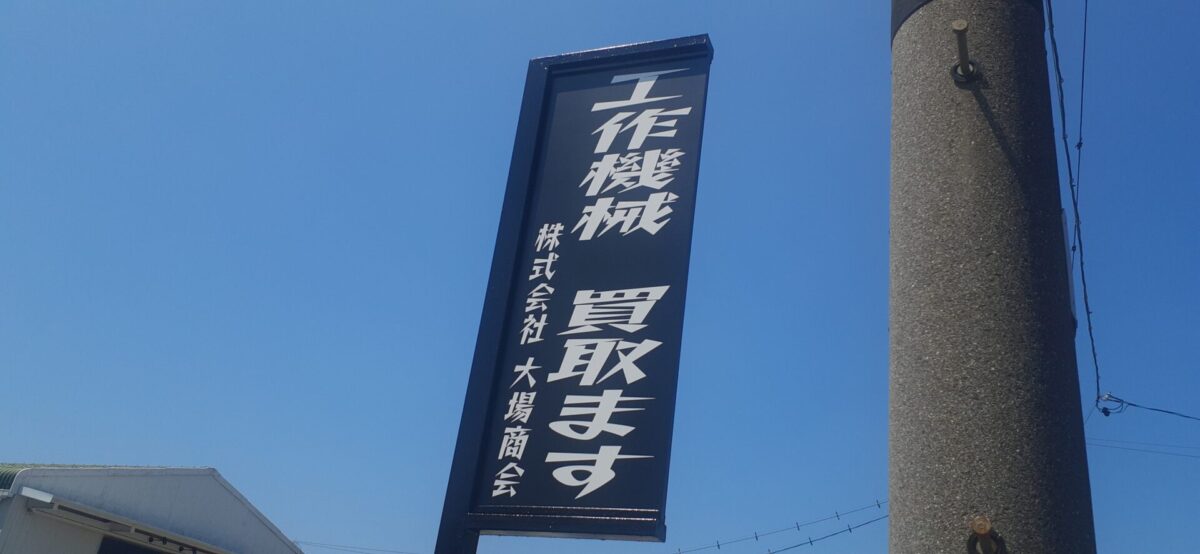 工作機械 買取ます
株式会社 大場商会